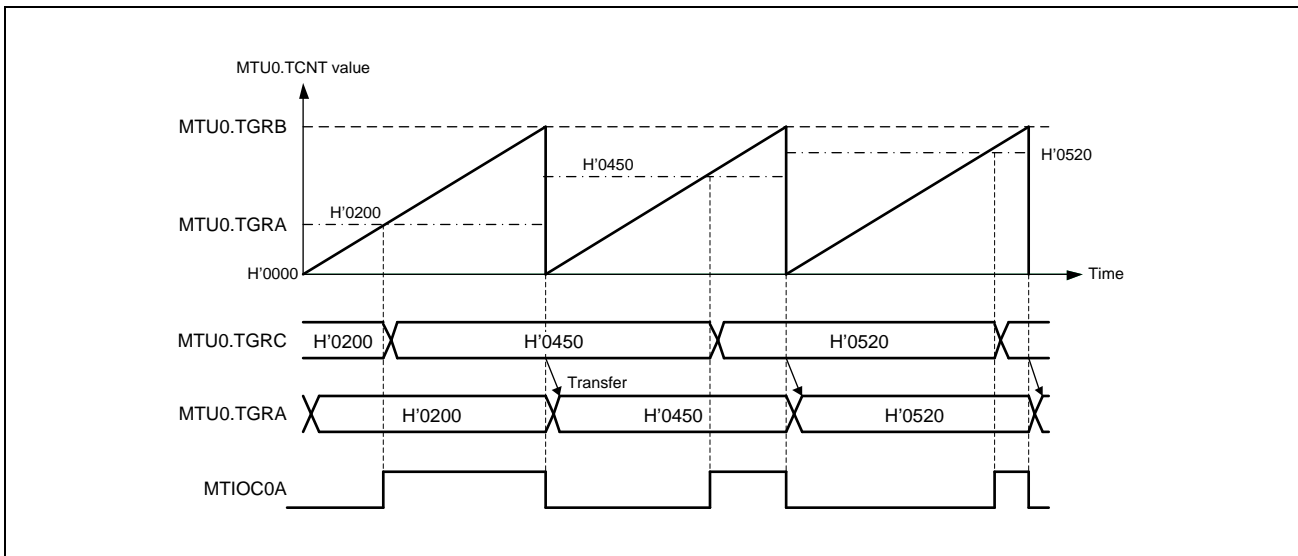 MTU0.TCNT value
MTU0.TGRB
H'0520
H'0450
H'0200
MTU0.TGRA
H'0000
Time
MTU0.TGRC H'0200 H'0450 H'0520
Transfer
MTU0.TGRA H'0200 H'0450 H'0520
MTIOC0A